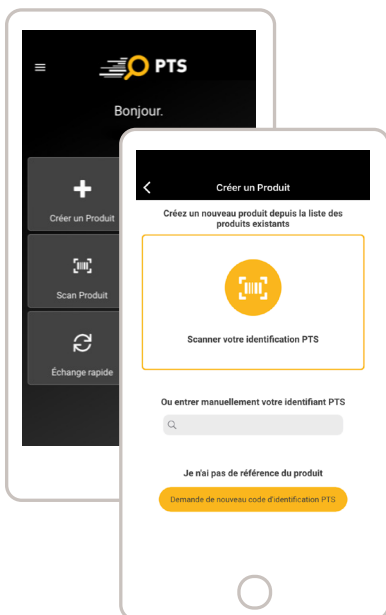 PTS
Bonjour.
Créer un Produit
Scan Produit
Échange rapide
Créer un Produit
Créez un nouveau produit depuis la liste des
produits existants
Scanner votre identification PTS
Ou entrer manuellement votre identifiant PTS
Je n'ai pas de référence du produit
Demande de nouveau code d'identification PTS